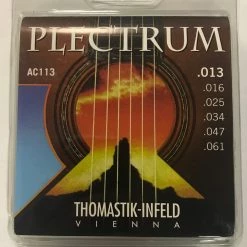 PLECTRUM
AC113
.013
.016
.025
.034
.047
.061
THOMASTIK-INFELD
VIENNA